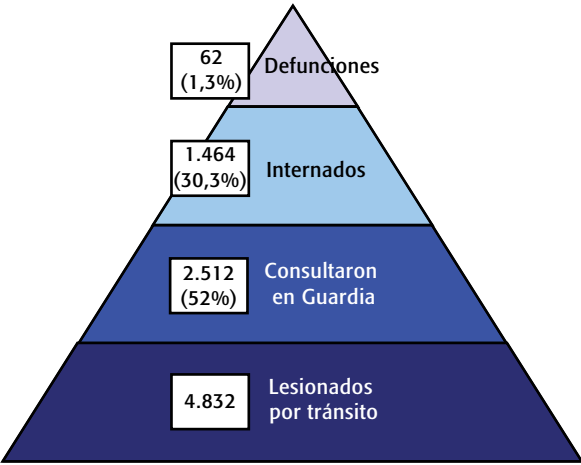 62
(1,3%)
Defunciones
1.464
(30,3%)
Internados
2.512
(52%)
Consultaron
en Guardia
4.832
Lesionados
por tránsito